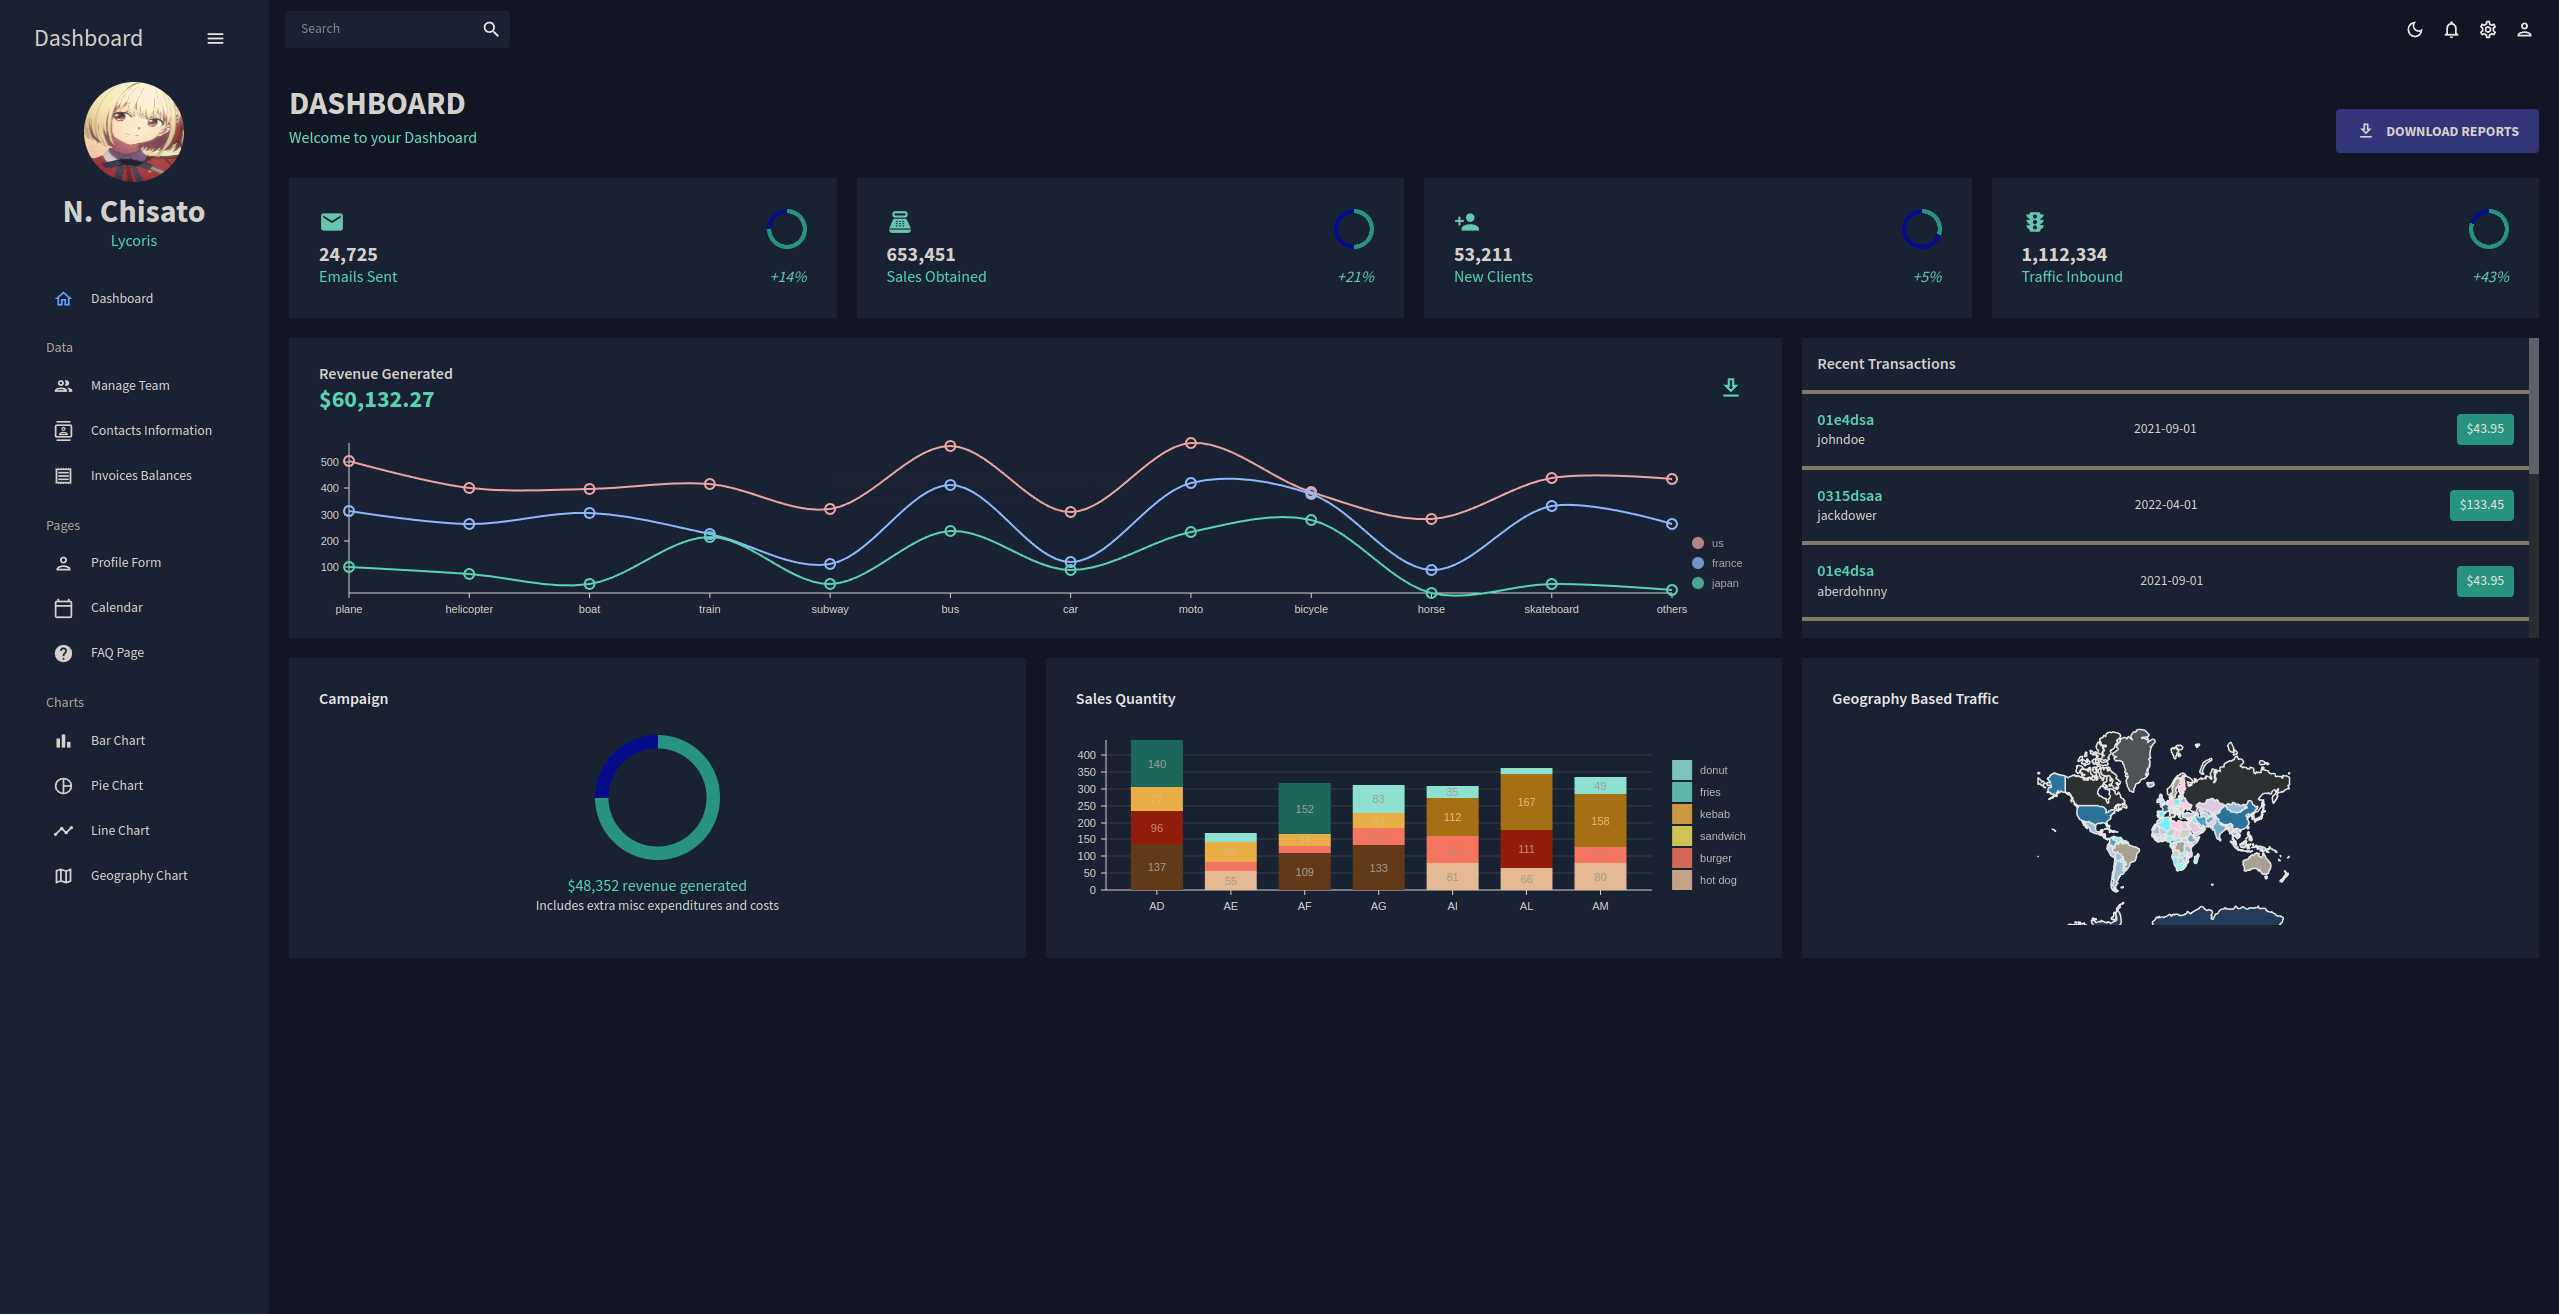 Dashboard
Search
N. Chisato
Lycoris
Dashboard
Data
Manage Team
Contacts Information
Invoices Balances
Pages
Profile Form
Calendar
FAQ Page
Charts
Bar Chart
Pie Chart
Line Chart
Geography Chart
DASHBOARD
Welcome to your Dashboard
DOWNLOAD REPORTS
24,725
Emails Sent
+14%
653,451
Sales Obtained
+21%
53,211
New Clients
+5%
1,112,334
Traffic Inbound
+43%
Revenue Generated
$60,132.27
500
400
300
200
100
plane helicopter boat train subway bus car moto bicycle horse skateboard others
us
france
japan
Recent Transactions
01e4dsa
johndoe
2021-09-01
$43.95
0315dsaa
jackdower
2022-04-01
$133.45
01e4dsa
aberdohnny
2021-09-01
$43.95
Campaign
$48,352 revenue generated
Includes extra misc expenditures and costs
Sales Quantity
400
350
300
250
200
150
100
50
0
140
96
137
55
152
109
83
133
35
112
81
167
111
66
49
158
80
AD AE AF AG AI AL AM
donut
fries
kebab
sandwich
burger
hot dog
Geography Based Traffic